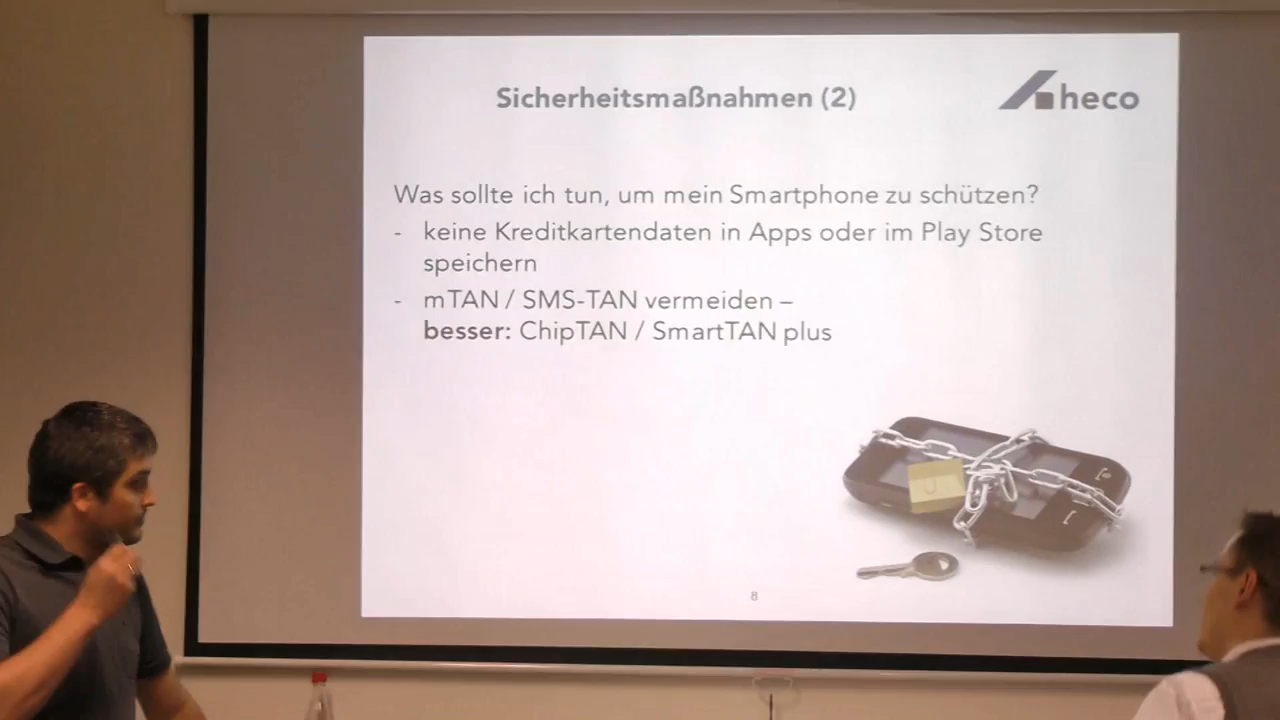 Sicherheitsmaßnahmen (2)
heco
Was sollte ich tun, um mein Smartphone zu schützen?
- keine Kreditkartendaten in Apps oder im Play Store
speichern
- mTAN / SMS-TAN vermeiden –
besser: ChipTAN / SmartTAN plus
8